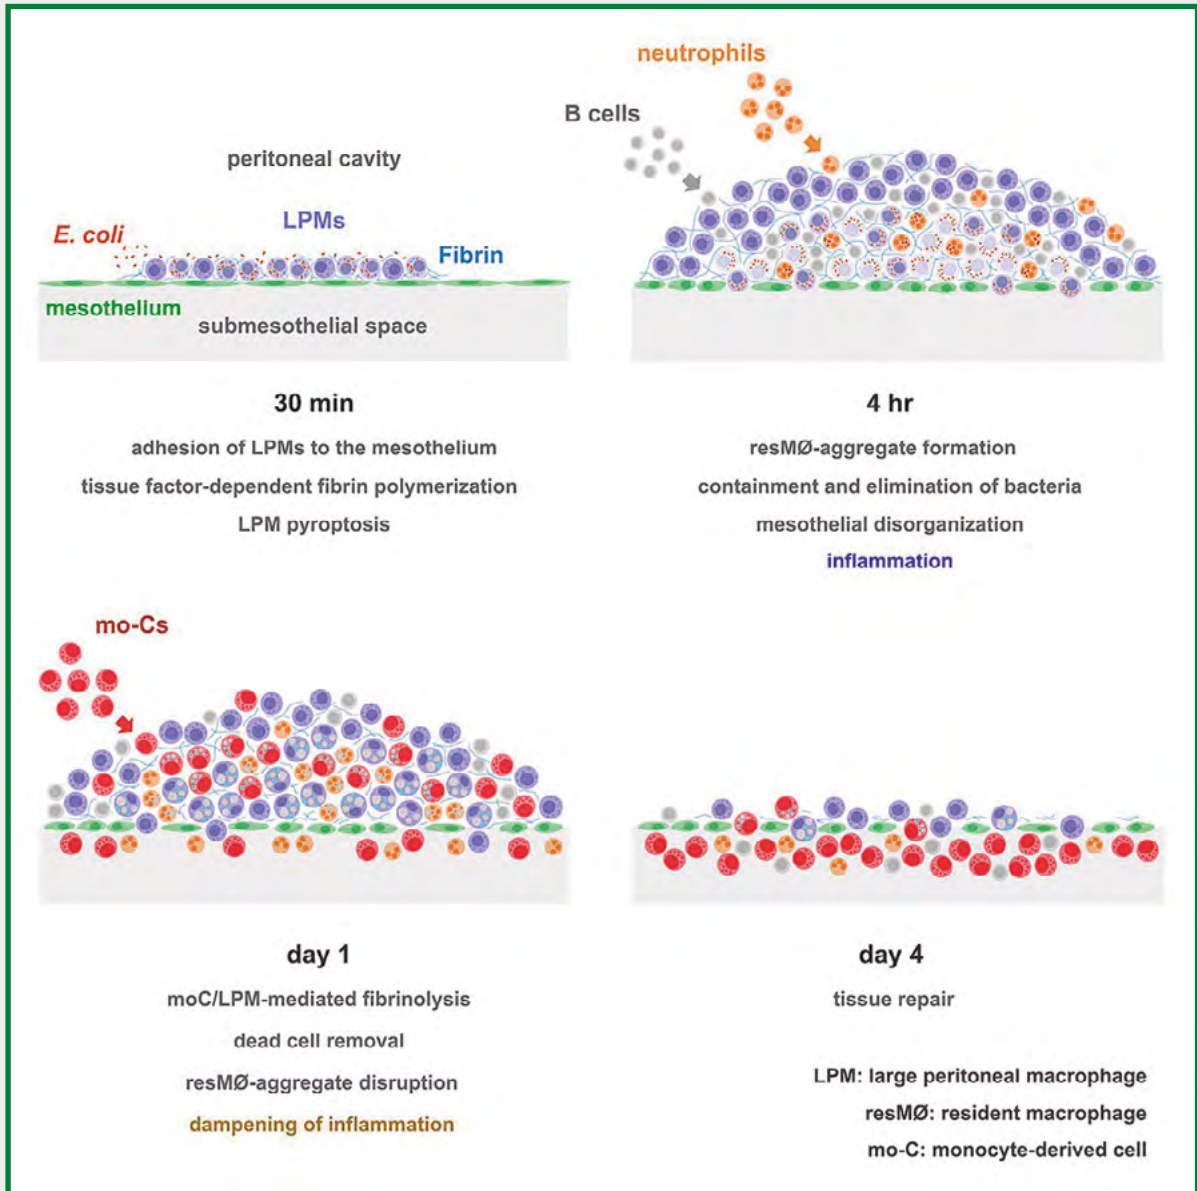 peritoneal cavity
E. coli
LPMs
Fibrin
mesothelium
submesothelial space
30 min
adhesion of LPMs to the mesothelium
tissue factor-dependent fibrin polymerization
LPM pyroptosis
neutrophils
B cells
4 hr
resMØ-aggregate formation
containment and elimination of bacteria
mesothelial disorganization
inflammation
mo-Cs
day 1
moC/LPM-mediated fibrinolysis
dead cell removal
resMØ-aggregate disruption
dampening of inflammation
day 4
tissue repair
LPM: large peritoneal macrophage
resMØ: resident macrophage
mo-C: monocyte-derived cell